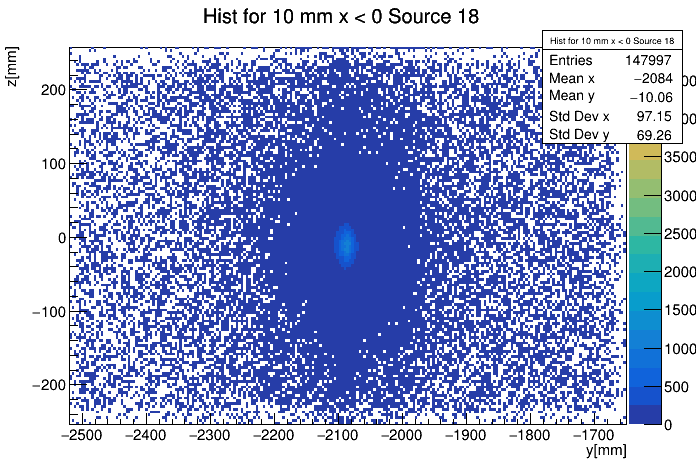 Hist for 10 mm x < 0 Source 18
Hist for 10 mm x < 0 Source 18
Entries 147997
Mean x −2084
Mean y −10.06
Std Dev x 97.15
Std Dev y 69.26
z[mm]
200
100
0
−100
−200
−2500 −2400 −2300 −2200 −2100 −2000 −1900 −1800 −1700
y[mm]
3500
3000
2500
2000
1500
1000
500
0